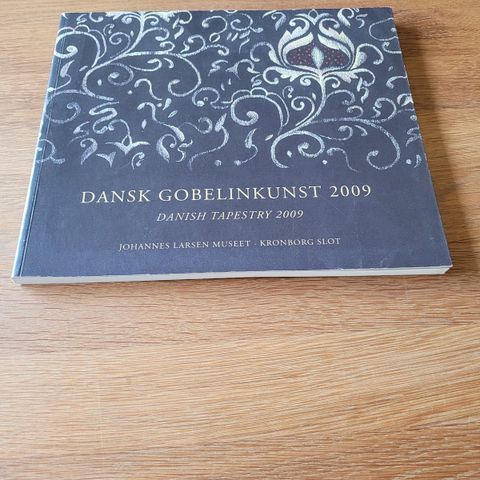 DANSK GOBELINKUNST 2009
DANISH TAPESTRY 2009
JOHANNES LARSEN MUSEET · KRONBORG SLOT